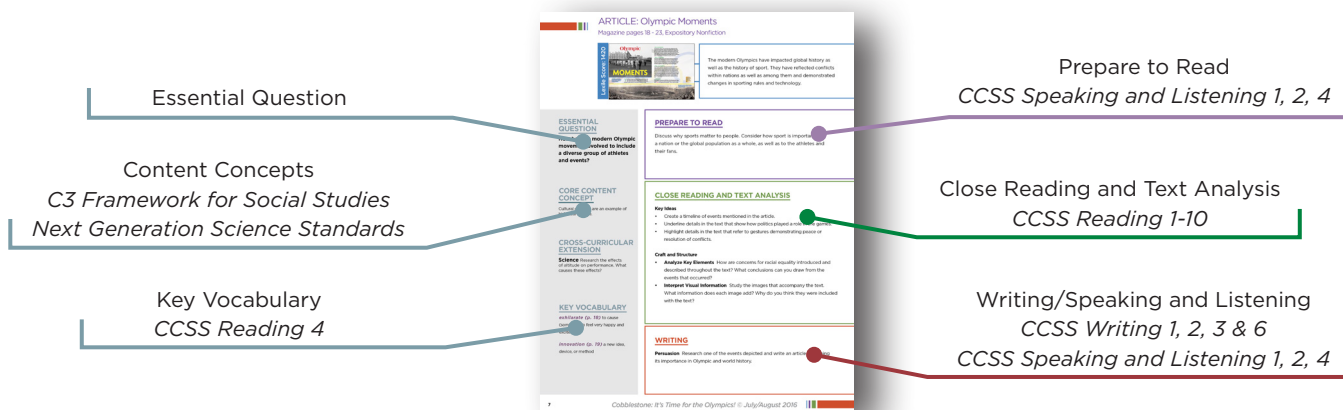 Essential Question
Content Concepts
C3 Framework for Social Studies
Next Generation Science Standards
Key Vocabulary
CCSS Reading 4
ARTICLE: Olympic Moments
Magazine pages 18 - 23, Expository Nonfiction
Lexile Score: 1420
Olympic
MOMENTS
The modern Olympics have impacted global history as
well as the history of sport. They have reflected conflicts
within nations as well as among them and demonstrated
changes in sporting rules and technology.
ESSENTIAL
QUESTION
modern Olympic
evolved to include
a diverse group of athletes
and events?
CORE CONTENT
CONCEPT
are an example of
CROSS-CURRICULAR
EXTENSION
Science Research the effects
of attitude on performance. What
causes these effects?
KEY VOCABULARY
exhilarate (p. 18) to cause
feel very happy and
innovation (p. 19) a new idea,
device, or method
PREPARE TO READ
Discuss why sports matter to people. Consider how sport is
a nation or the global population as a whole, as well as to the athletes and
their fans.
CLOSE READING AND TEXT ANALYSIS
Key Ideas
• Create a timeline of events mentioned in the article.
• Underline details in the text that show how politics played a games.
• Highlight details in the text that refer to gestures demonstrating peace or
resolution of conflicts.
Craft and Structure
• Analyze Key Elements How are concerns for racial equality introduced and
described throughout the text? What conclusions can you draw from the
events that occurred?
• Interpret Visual Information Study the images that accompany the text.
What information does each image add? Why do you think they were included
with the text?
WRITING
Persuasion Research one of the events depicted and write an article
its importance in Olympic and world history.
7
Cobblestone: It's Time for the Olympics! © July/August 2016
Prepare to Read
CCSS Speaking and Listening 1, 2, 4
Close Reading and Text Analysis
CCSS Reading 1-10
Writing/Speaking and Listening
CCSS Writing 1, 2, 3 & 6
CCSS Speaking and Listening 1, 2, 4